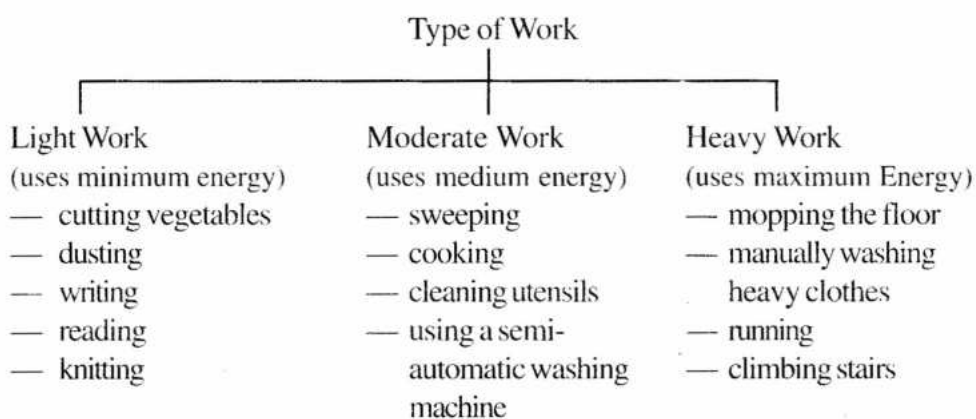 Type of Work
Light Work
(uses minimum energy)
— cutting vegetables
— dusting
— writing
— reading
— knitting
Moderate Work
(uses medium energy)
— sweeping
— cooking
— cleaning utensils
— using a semi-
automatic washing
machine
Heavy Work
(uses maximum Energy)
— mopping the floor
— manually washing
heavy clothes
— running
— climbing stairs